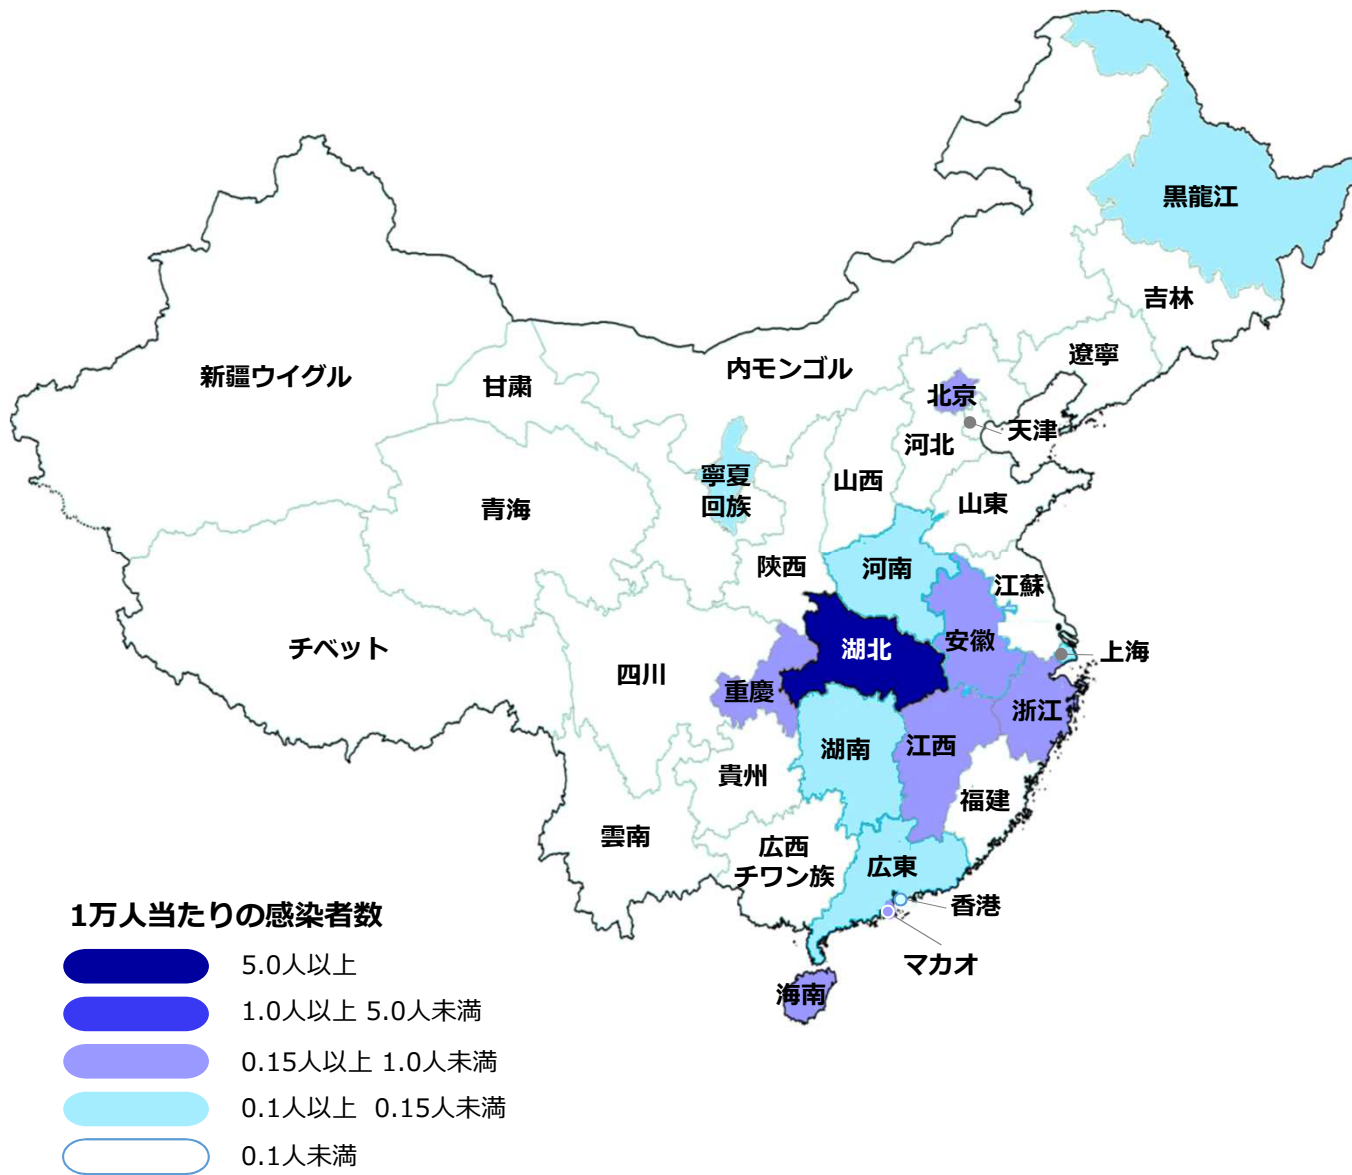 黒龍江
吉林
遼寧
内モンゴル
新疆ウイグル
甘粛
北京
天津
河北
山西
寧夏
回族
山東
青海
陝西
河南
江蘇
チベット
四川
湖北
安徽
上海
重慶
浙江
湖南
江西
貴州
福建
雲南
広西
チワン族
広東
香港
マカオ
海南
1万人当たりの感染者数
5.0人以上
1.0人以上 5.0人未満
0.15人以上 1.0人未満
0.1人以上 0.15人未満
0.1人未満